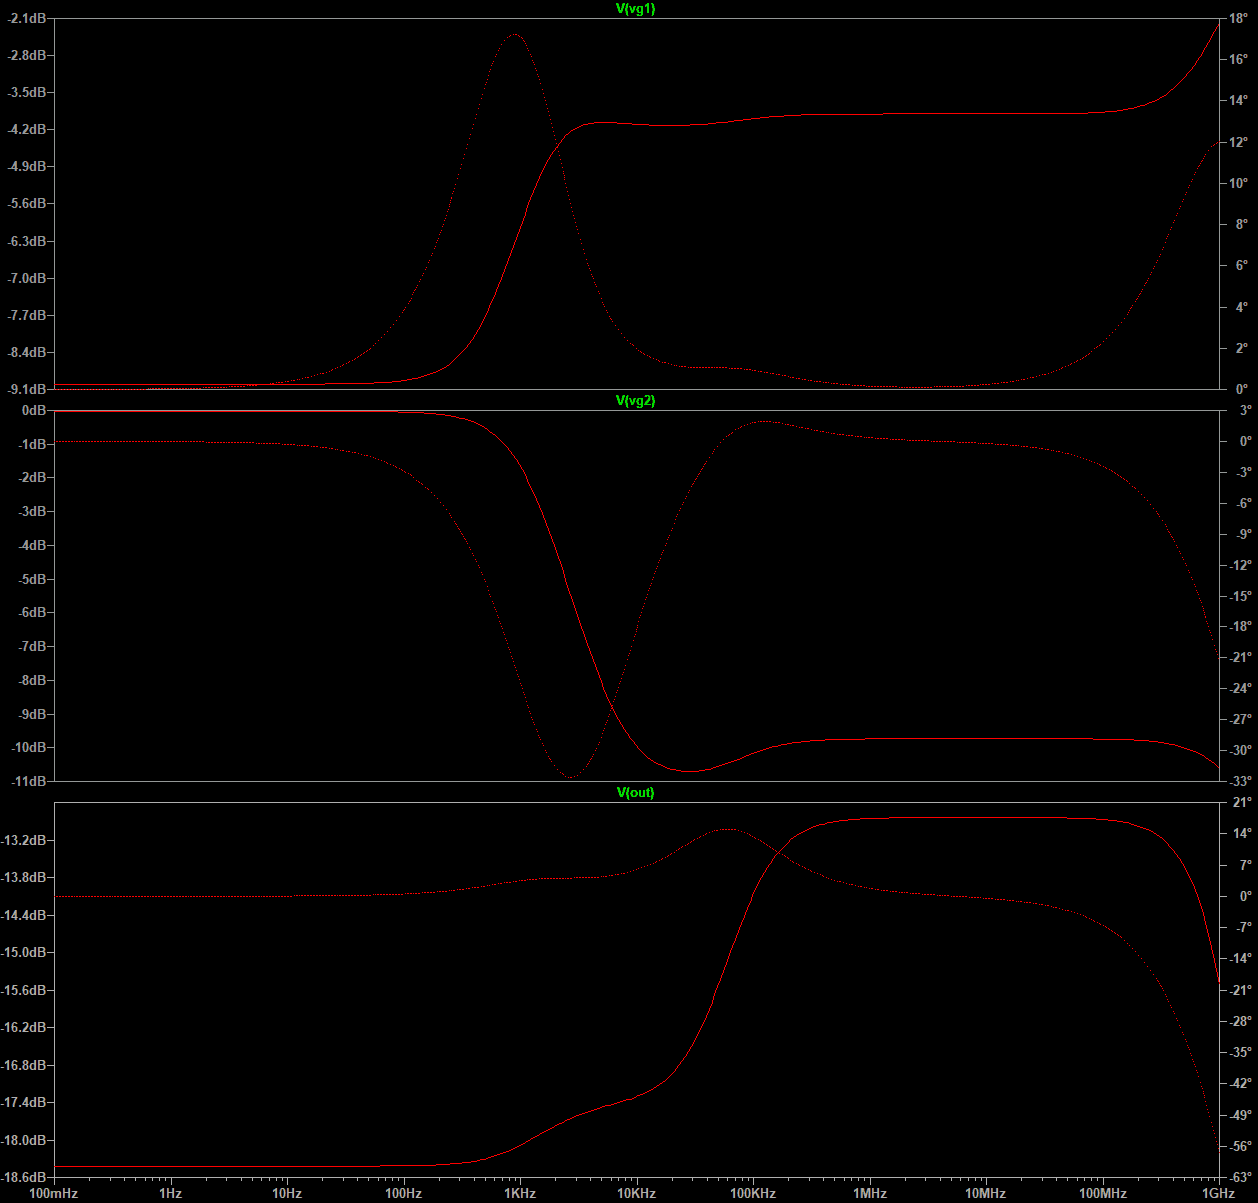 V(vg1)
-2.1dB
-2.8dB
-3.5dB
-4.2dB
-4.9dB
-5.6dB
-6.3dB
-7.0dB
-7.7dB
-8.4dB
-9.1dB
18°
16°
14°
12°
10°
8°
6°
4°
2°
0°
V(vg2)
0dB
-1dB
-2dB
-3dB
-4dB
-5dB
-6dB
-7dB
-8dB
-9dB
-10dB
-11dB
3°
0°
-3°
-6°
-9°
-12°
-15°
-18°
-21°
-24°
-27°
-30°
-33°
V(out)
-13.2dB
-13.8dB
-14.4dB
-15.0dB
-15.6dB
-16.2dB
-16.8dB
-17.4dB
-18.0dB
-18.6dB
21°
14°
7°
0°
-7°
-14°
-21°
-28°
-35°
-42°
-49°
-56°
-63°
100mHz 1Hz 10Hz 100Hz 1KHz 10KHz 100KHz 1MHz 10MHz 100MHz 1GHz